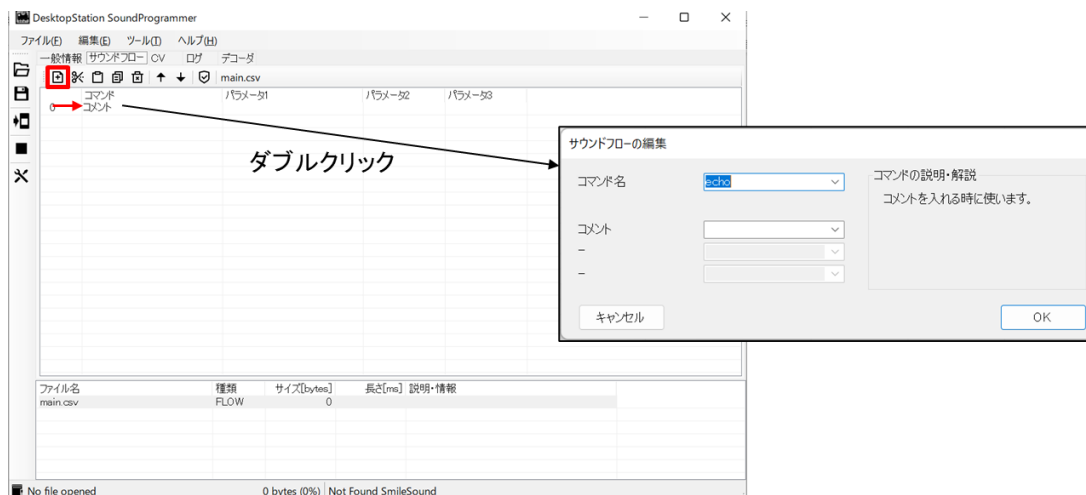 DesktopStation SoundProgrammer
ファイル(F) 編集(E) ツール(T) ヘルプ(H)
一般情報 サウンドフロー CV ログ デコーダ
main.csv
コマンド パラメータ1 パラメータ2 パラメータ3
0 コメント
ダブルクリック
サウンドフローの編集
コマンド名 echo
コマンドの説明・解説
コメントを入れる時に使います。
コメント
-
-
キャンセル OK
ファイル名 種類 サイズ[bytes] 長さ[ms] 説明・情報
main.csv FLOW 0
No file opened 0 bytes (0%) Not Found SmileSound